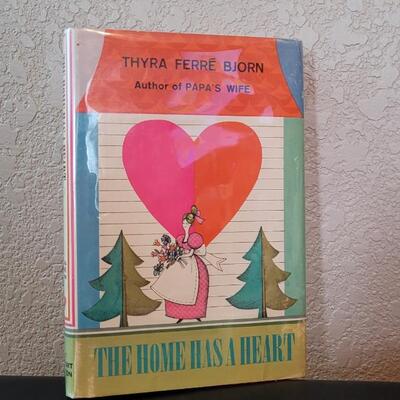 THYRA FERRÉ BJORN
Author of PAPA'S WIFE
THE HOME HAS A HEART